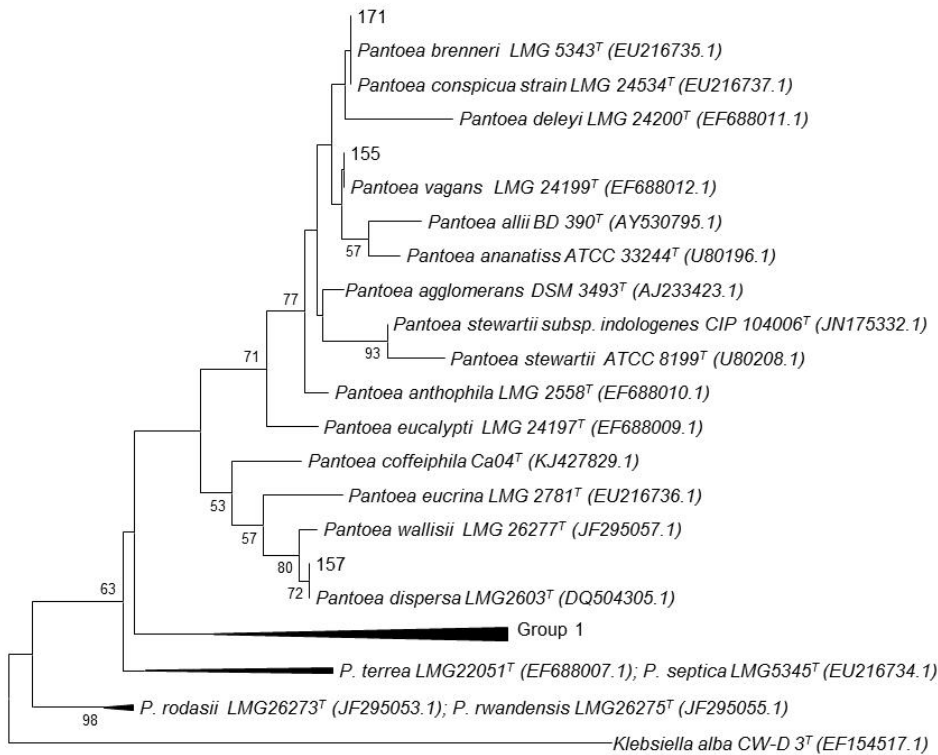 171
Pantoea brenneri LMG 5343ᵀ (EU216735.1)
Pantoea conspicua strain LMG 24534ᵀ (EU216737.1)
Pantoea deleyi LMG 24200ᵀ (EF688011.1)
155
Pantoea vagans LMG 24199ᵀ (EF688012.1)
Pantoea allii BD 390ᵀ (AY530795.1)
57
Pantoea ananatiss ATCC 33244ᵀ (U80196.1)
77
Pantoea agglomerans DSM 3493ᵀ (AJ233423.1)
Pantoea stewartii subsp. indologenes CIP 104006ᵀ (JN175332.1)
93
71
Pantoea stewartii ATCC 8199ᵀ (U80208.1)
Pantoea anthophila LMG 2558ᵀ (EF688010.1)
Pantoea eucalypti LMG 24197ᵀ (EF688009.1)
Pantoea coffeiphila Ca04ᵀ (KJ427829.1)
53
Pantoea eucrina LMG 2781ᵀ (EU216736.1)
57
Pantoea wallisii LMG 26277ᵀ (JF295057.1)
80
157
72
Pantoea dispersa LMG2603ᵀ (DQ504305.1)
63
Group 1
P. terrea LMG22051ᵀ (EF688007.1); P. septica LMG5345ᵀ (EU216734.1)
98
P. rodasii LMG26273ᵀ (JF295053.1); P. rwandensis LMG26275ᵀ (JF295055.1)
Klebsiella alba CW-D 3ᵀ (EF154517.1)